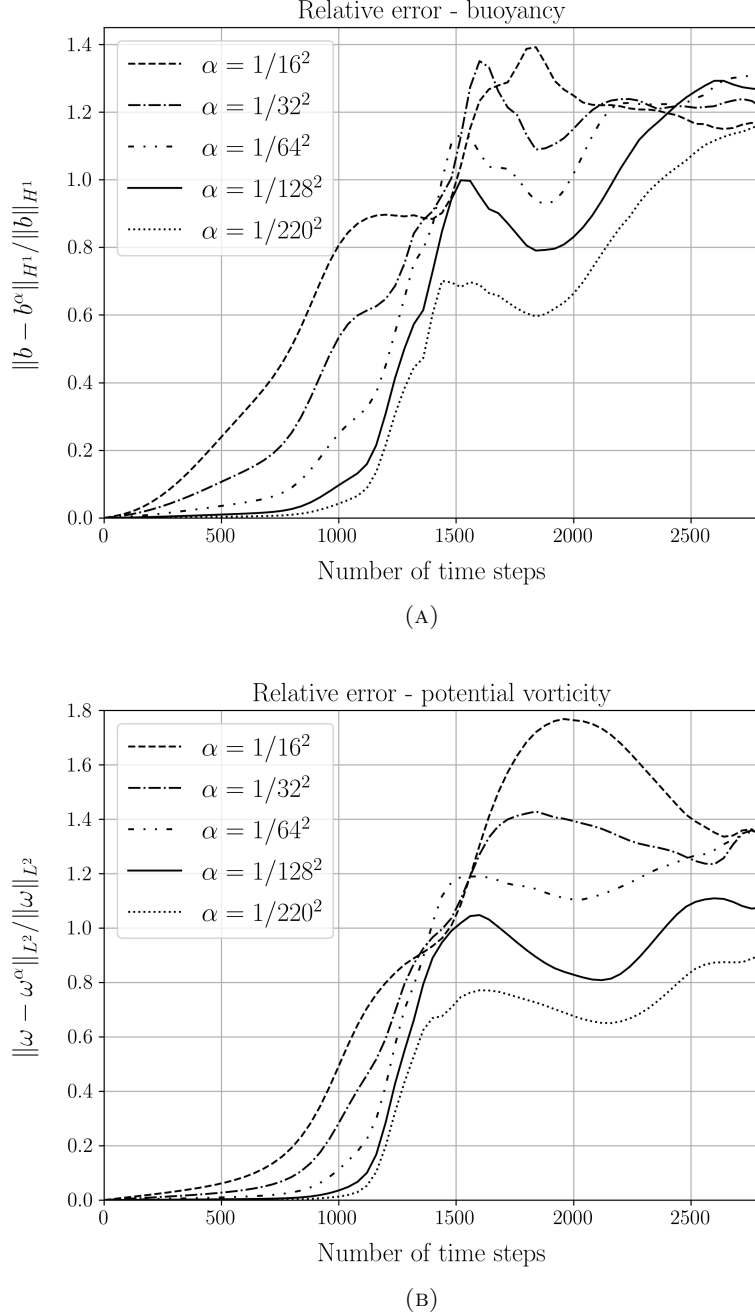 Relative error - buoyancy
1.4
1.2
1.0
0.8
0.6
0.4
0.2
0.0
α = 1/16²
α = 1/32²
α = 1/64²
α = 1/128²
α = 1/220²
‖b − b^α‖_{H¹}/‖b‖_{H¹}
0 500 1000 1500 2000 2500
Number of time steps
(A)
Relative error - potential vorticity
1.8
1.6
1.4
1.2
1.0
0.8
0.6
0.4
0.2
0.0
α = 1/16²
α = 1/32²
α = 1/64²
α = 1/128²
α = 1/220²
‖ω − ω^α‖_{L²}/‖ω‖_{L²}
0 500 1000 1500 2000 2500
Number of time steps
(B)